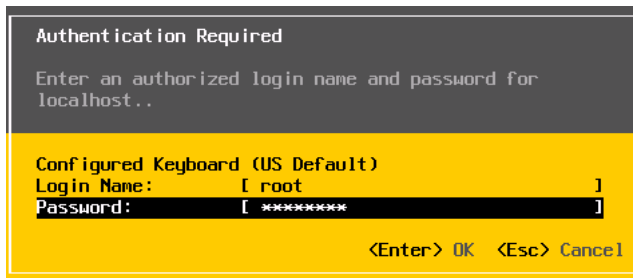 Authentication Required
Enter an authorized login name and password for
localhost..
Configured Keyboard (US Default)
Login Name: [ root ]
Password: [ ******** ]
<Enter> OK <Esc> Cancel